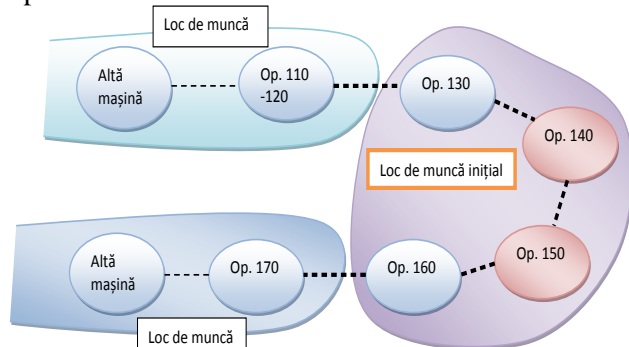 Loc de muncă
Altă
mașină
Op. 110
-120
Op. 130
Op. 140
Loc de muncă inițial
Op. 150
Op. 160
Op. 170
Altă
mașină
Loc de muncă